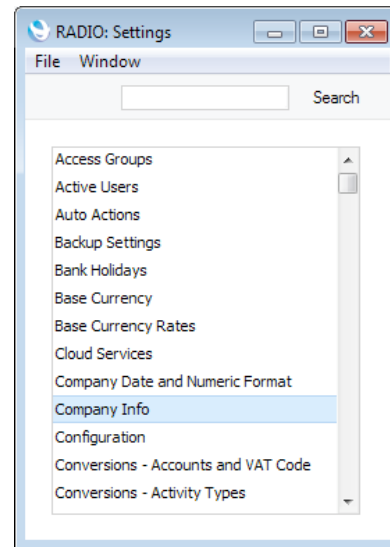 RADIO: Settings
File Window
Search
Access Groups
Active Users
Auto Actions
Backup Settings
Bank Holidays
Base Currency
Base Currency Rates
Cloud Services
Company Date and Numeric Format
Company Info
Configuration
Conversions - Accounts and VAT Code
Conversions - Activity Types